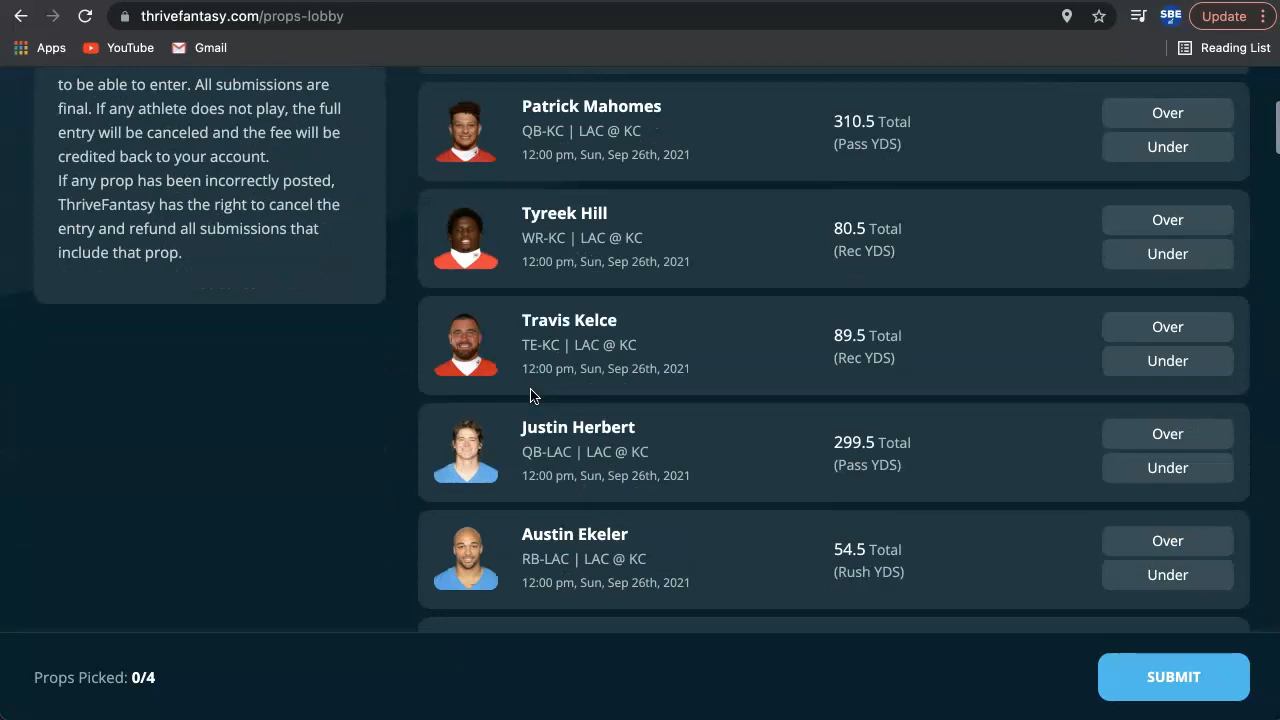 thrivefantasy.com/props-lobby
SBE
Update
Apps
YouTube
Gmail
Reading List
to be able to enter. All submissions are
final. If any athlete does not play, the full
entry will be canceled and the fee will be
credited back to your account.
If any prop has been incorrectly posted,
ThriveFantasy has the right to cancel the
entry and refund all submissions that
include that prop.
Patrick Mahomes
QB-KC | LAC @ KC
12:00 pm, Sun, Sep 26th, 2021
310.5 Total
(Pass YDS)
Over
Under
Tyreek Hill
WR-KC | LAC @ KC
12:00 pm, Sun, Sep 26th, 2021
80.5 Total
(Rec YDS)
Over
Under
Travis Kelce
TE-KC | LAC @ KC
12:00 pm, Sun, Sep 26th, 2021
89.5 Total
(Rec YDS)
Over
Under
Justin Herbert
QB-LAC | LAC @ KC
12:00 pm, Sun, Sep 26th, 2021
299.5 Total
(Pass YDS)
Over
Under
Austin Ekeler
RB-LAC | LAC @ KC
12:00 pm, Sun, Sep 26th, 2021
54.5 Total
(Rush YDS)
Over
Under
Props Picked: 0/4
SUBMIT